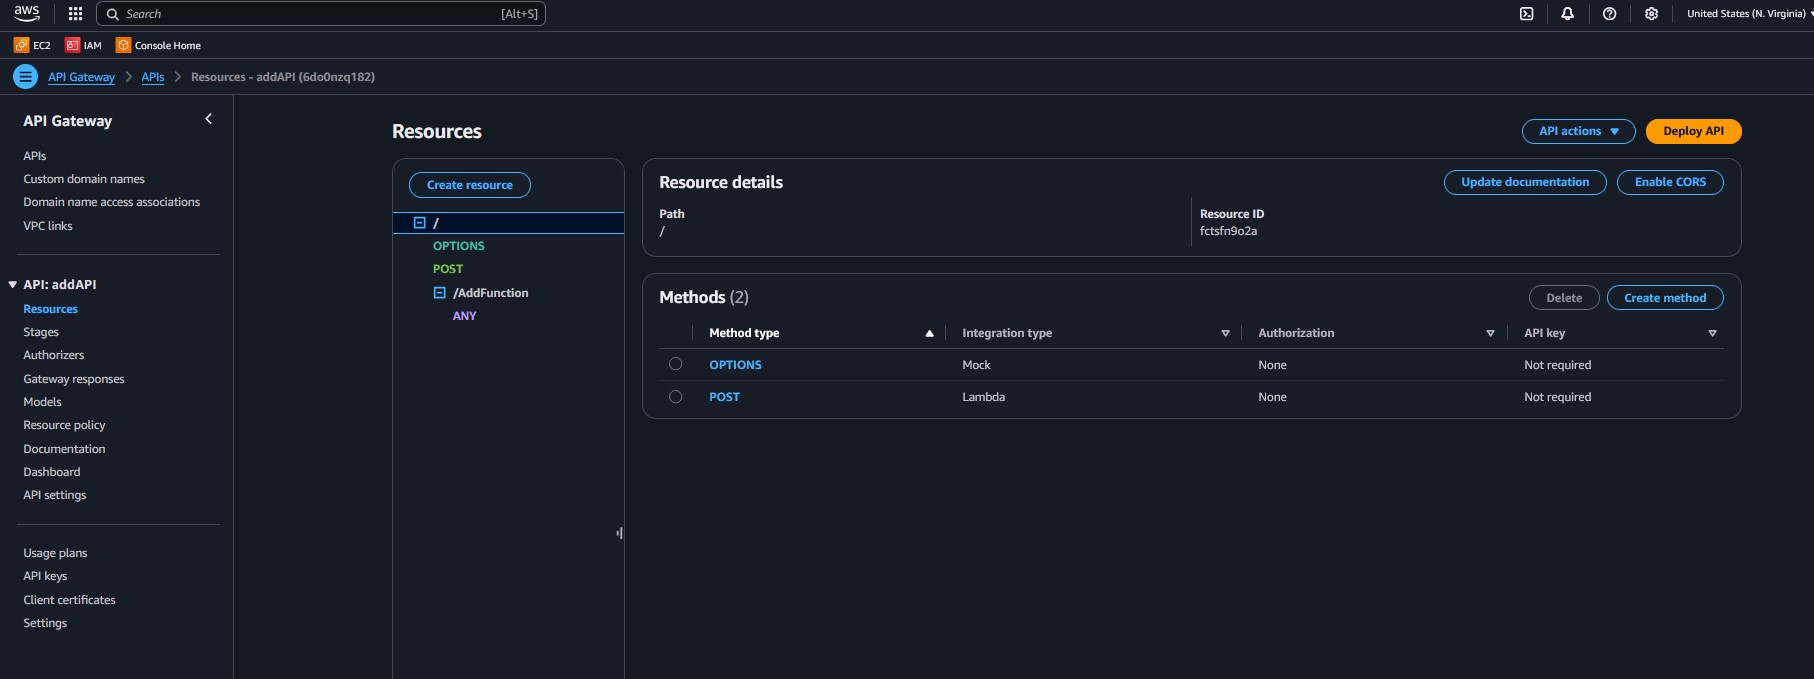 aws Search [Alt+S] United States (N. Virginia)
EC2 IAM Console Home
API Gateway > APIs > Resources - addAPI (6do0nzq182)
API Gateway
APIs
Custom domain names
Domain name access associations
VPC links
API: addAPI
Resources
Stages
Authorizers
Gateway responses
Models
Resource policy
Documentation
Dashboard
API settings
Usage plans
API keys
Client certificates
Settings
Resources
API actions Deploy API
Create resource
/
OPTIONS
POST
/AddFunction
ANY
Resource details
Update documentation Enable CORS
Path Resource ID
/ fctsfn9o2a
Methods (2)
Delete Create method
Method type Integration type Authorization API key
OPTIONS Mock None Not required
POST Lambda None Not required